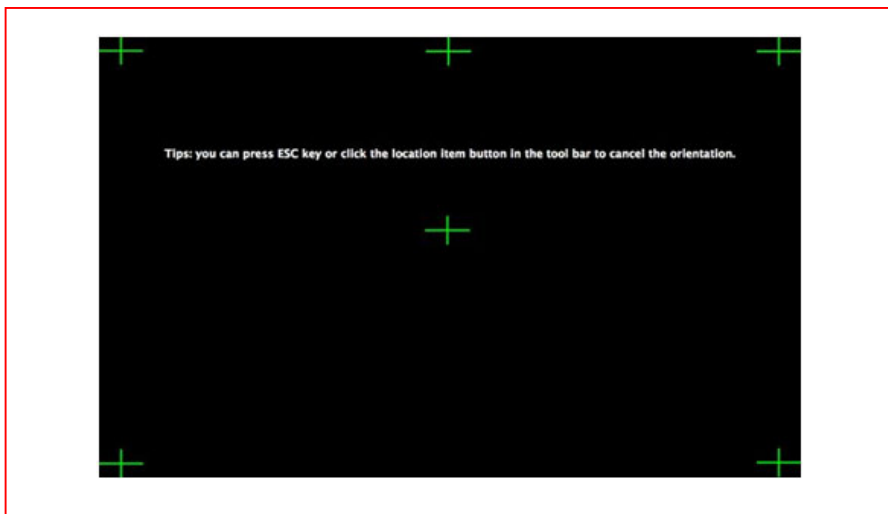 Tips: you can press ESC key or click the location item button in the tool bar to cancel the orientation.